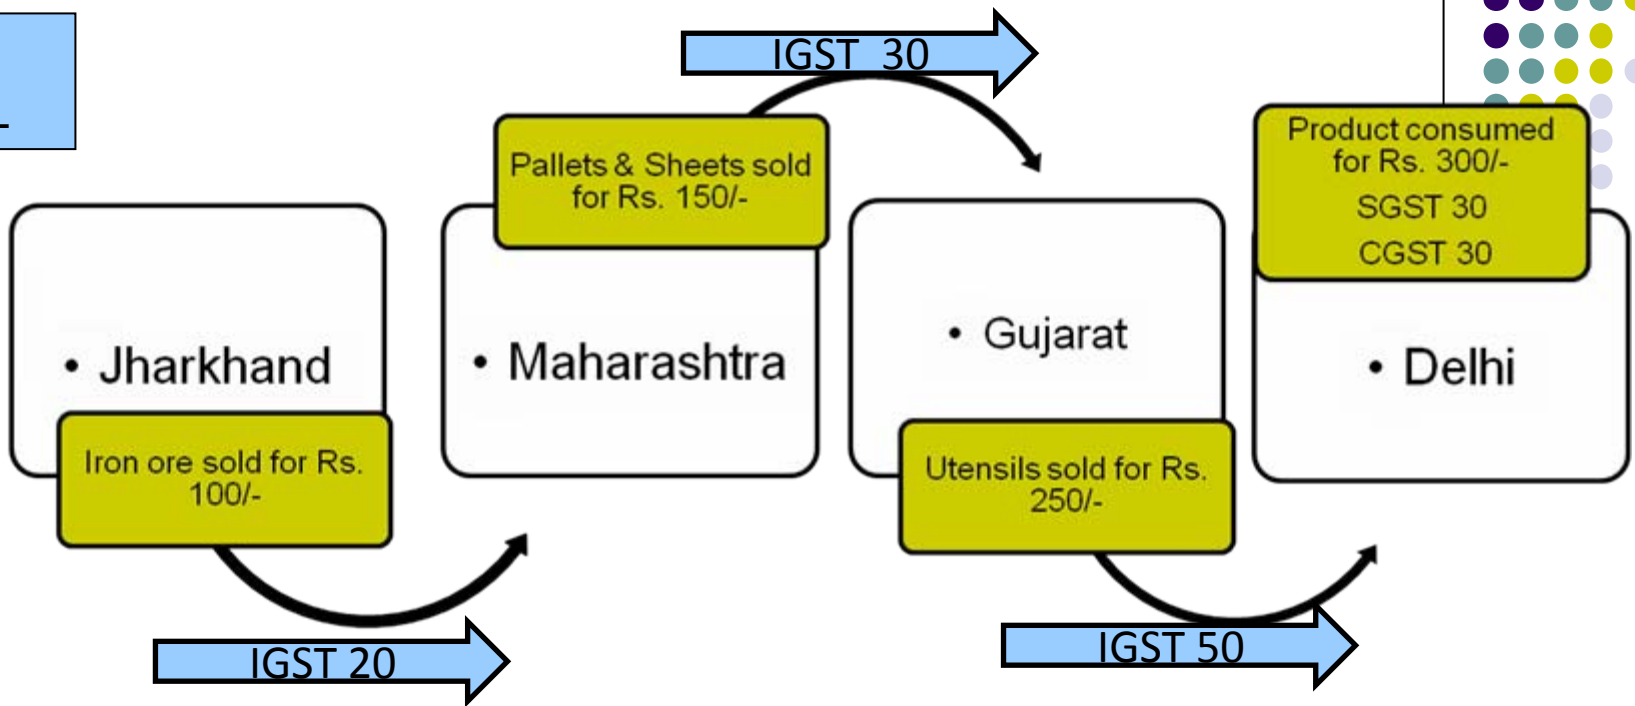 IGST 30
Pallets & Sheets sold
for Rs. 150/-
Product consumed
for Rs. 300/-
SGST 30
CGST 30
• Jharkhand
• Maharashtra
• Gujarat
• Delhi
Iron ore sold for Rs.
100/-
Utensils sold for Rs.
250/-
IGST 20
IGST 50